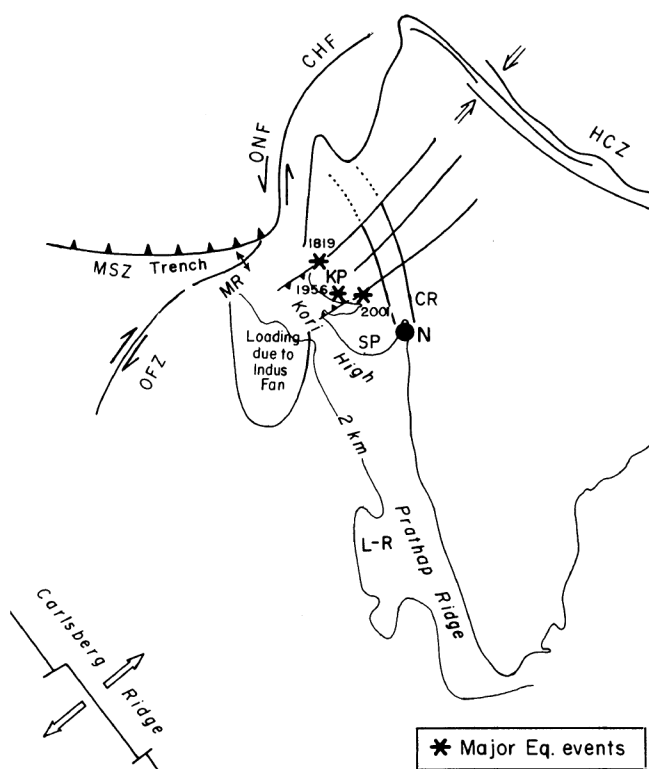 CHF
ONF
HCZ
1819
MSZ Trench
KP
MR
1956
2001
CR
Kori High
SP
N
Loading
due to
Indus
Fan
OFZ
2 km
L-R
Prathap Ridge
Carlsberg Ridge
Major Eq. events